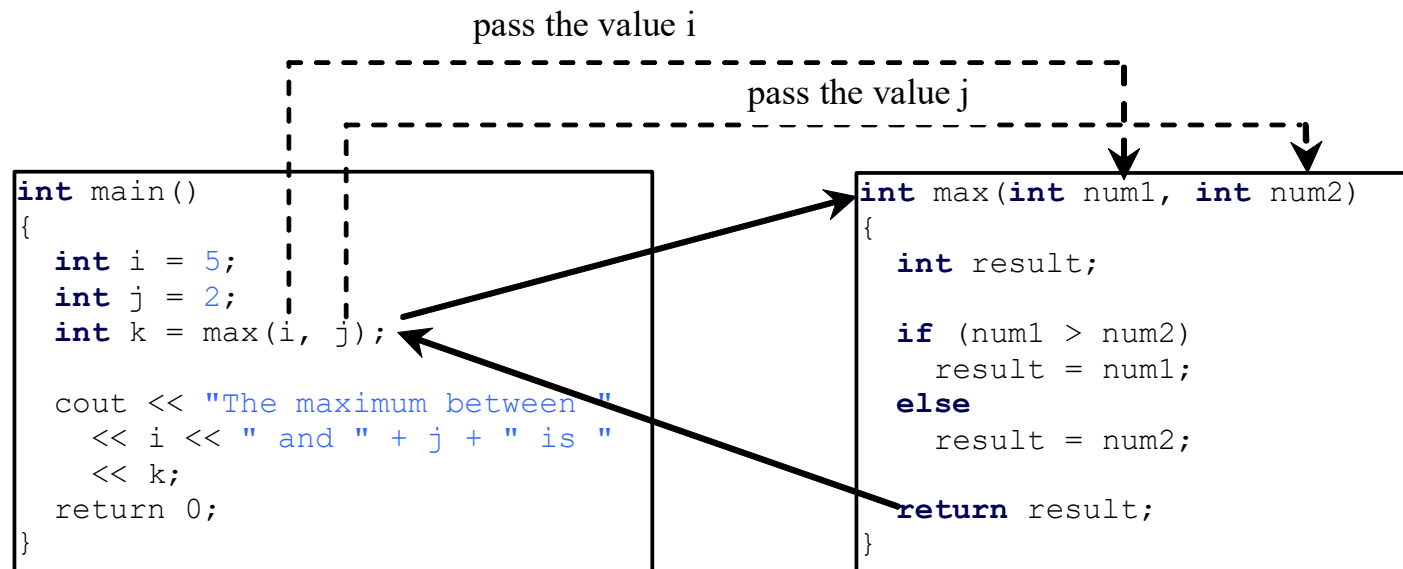 pass the value i
pass the value j
int main()
{
  int i = 5;
  int j = 2;
  int k = max(i, j);

  cout << "The maximum between "
    << i << " and " + j + " is "
    << k;
  return 0;
}
int max(int num1, int num2)
{
  int result;

  if (num1 > num2)
    result = num1;
  else
    result = num2;

  return result;
}